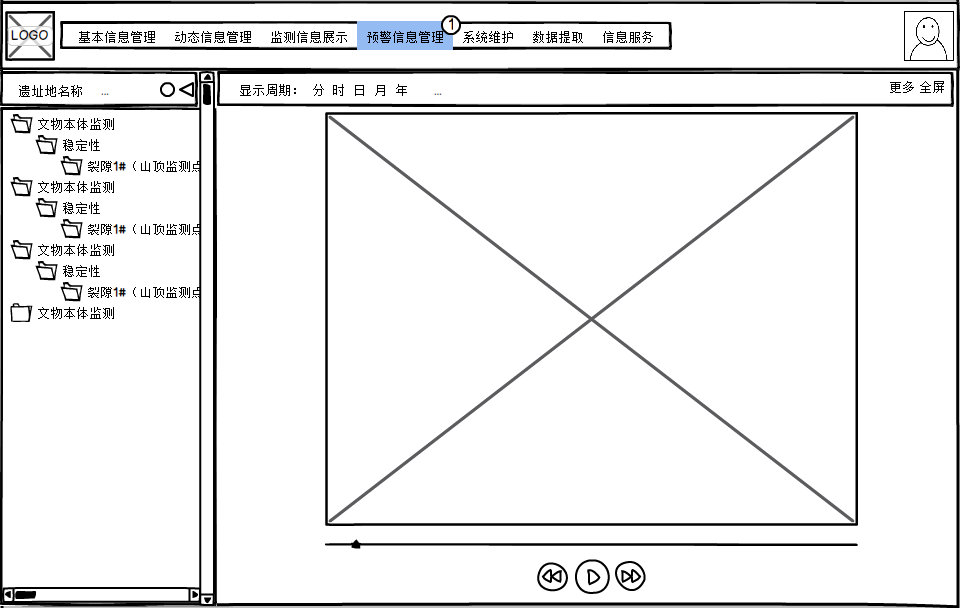 LOGO
基本信息管理 动态信息管理 监测信息展示 预警信息管理 系统维护 数据提取 信息服务
1
遗址地名称 ...
显示周期： 分 时 日 月 年 ...
更多 全屏
文物本体监测
稳定性
裂隙1#（山顶监测点
文物本体监测
稳定性
裂隙1#（山顶监测点
文物本体监测
稳定性
裂隙1#（山顶监测点
文物本体监测